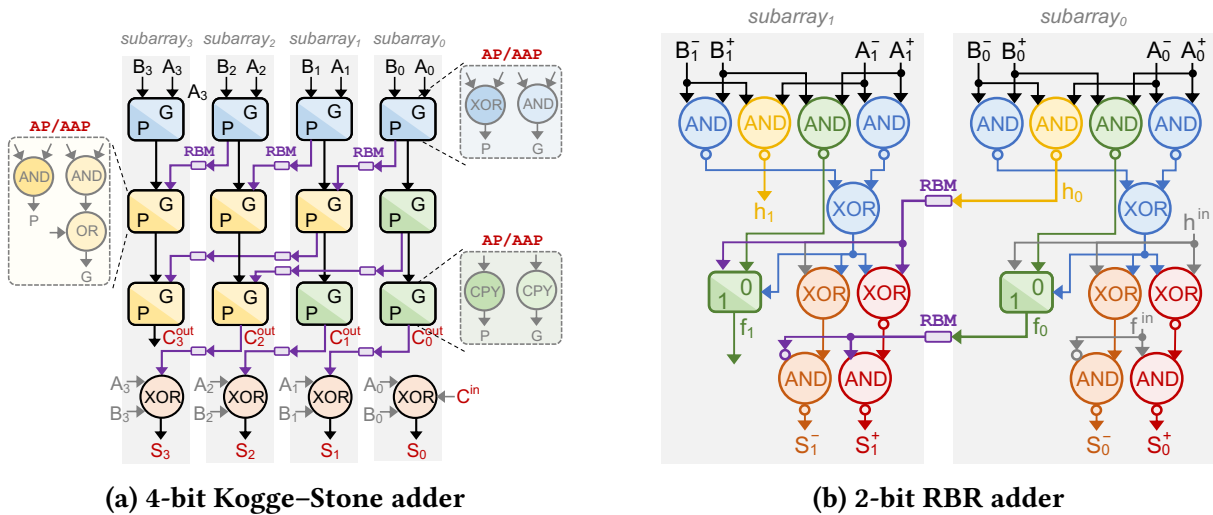 subarray₃ subarray₂ subarray₁ subarray₀
AP/AAP
B₃ A₃ B₂ A₂ B₁ A₁ B₀ A₀
A₃
G P G P G P G P
XOR AND
P G
RBM RBM RBM
AP/AAP
AND AND
P OR
G
G P G P G P G P
AP/AAP
CPY CPY
P G
G P G P G P G P
C₃ᵒᵘᵗ C₂ᵒᵘᵗ C₁ᵒᵘᵗ C₀ᵒᵘᵗ
A₃ A₂ A₁ A₀
XOR XOR XOR XOR Cⁱⁿ
B₃ B₂ B₁ B₀
S₃ S₂ S₁ S₀
(a) 4-bit Kogge–Stone adder
subarray₁ subarray₀
B₁⁻ B₁⁺ A₁⁻ A₁⁺ B₀⁻ B₀⁺ A₀⁻ A₀⁺
AND AND AND AND AND AND AND AND
RBM
h₁ XOR h₀ XOR hⁱⁿ
0 1 XOR XOR 0 1 XOR XOR
f₁ RBM f₀ fⁱⁿ
AND AND AND AND
S₁⁻ S₁⁺ S₀⁻ S₀⁺
(b) 2-bit RBR adder